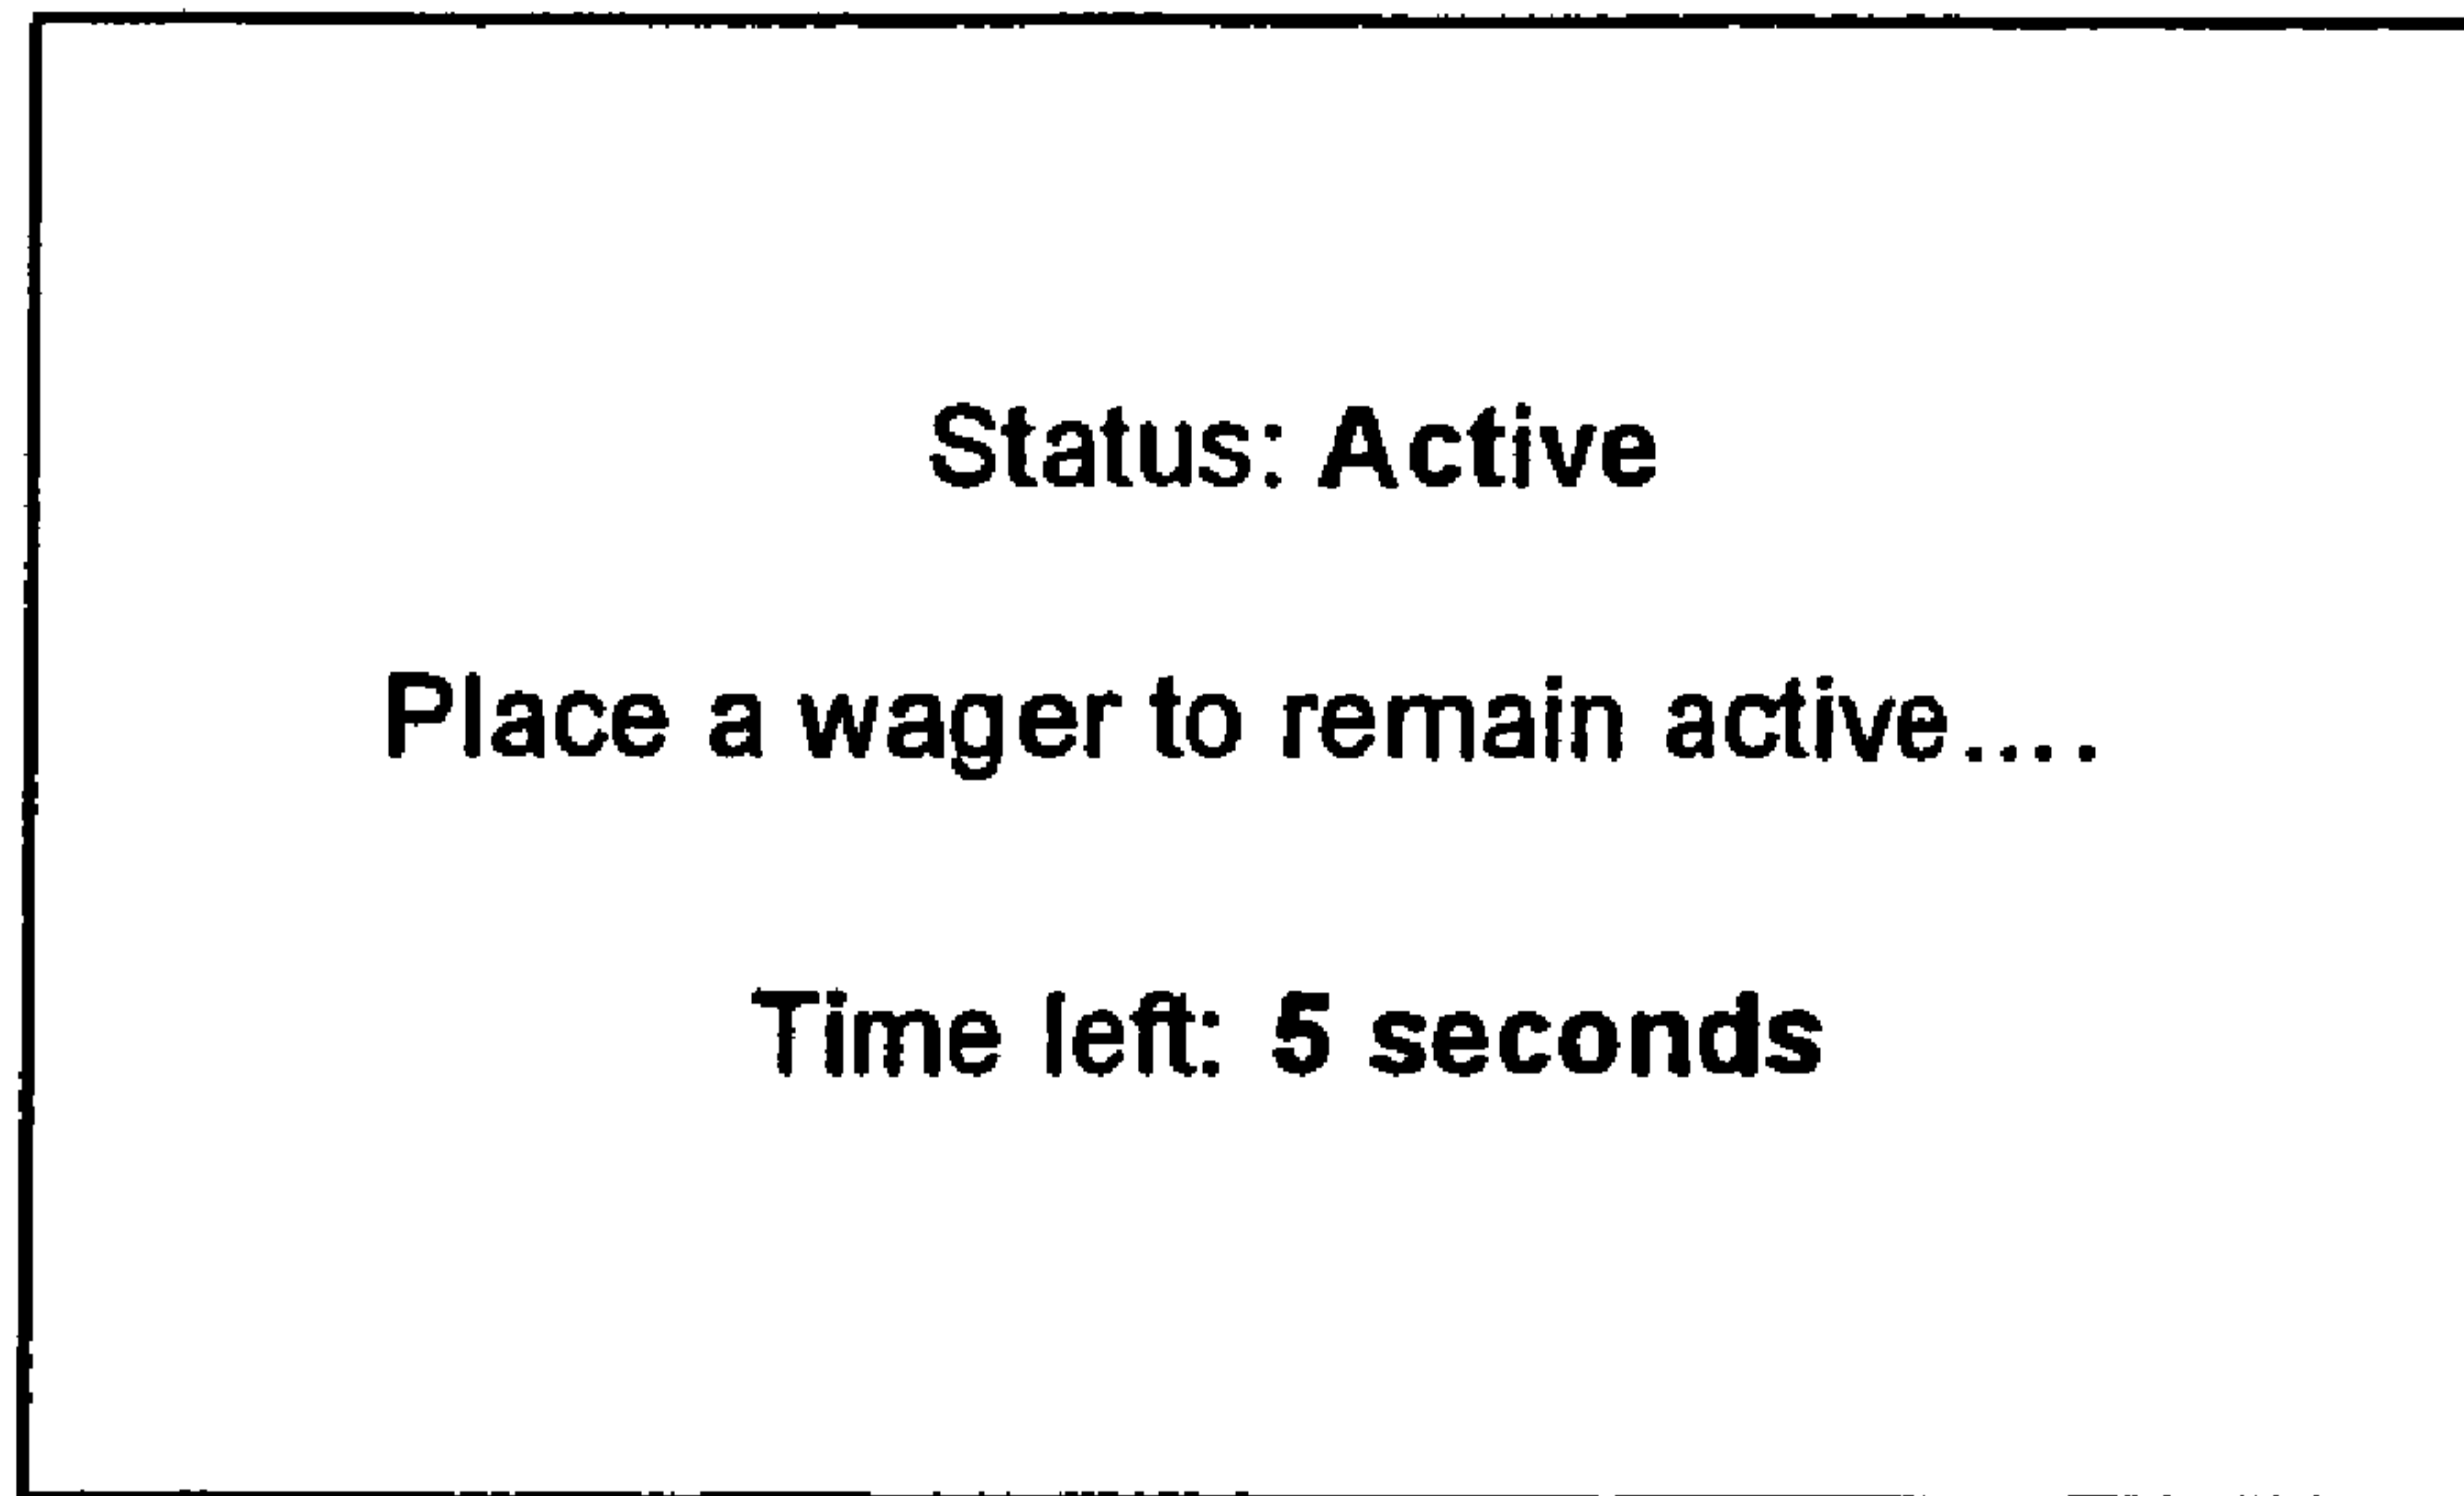 Status: Active
Place a wager to remain active....
Time left: 5 seconds